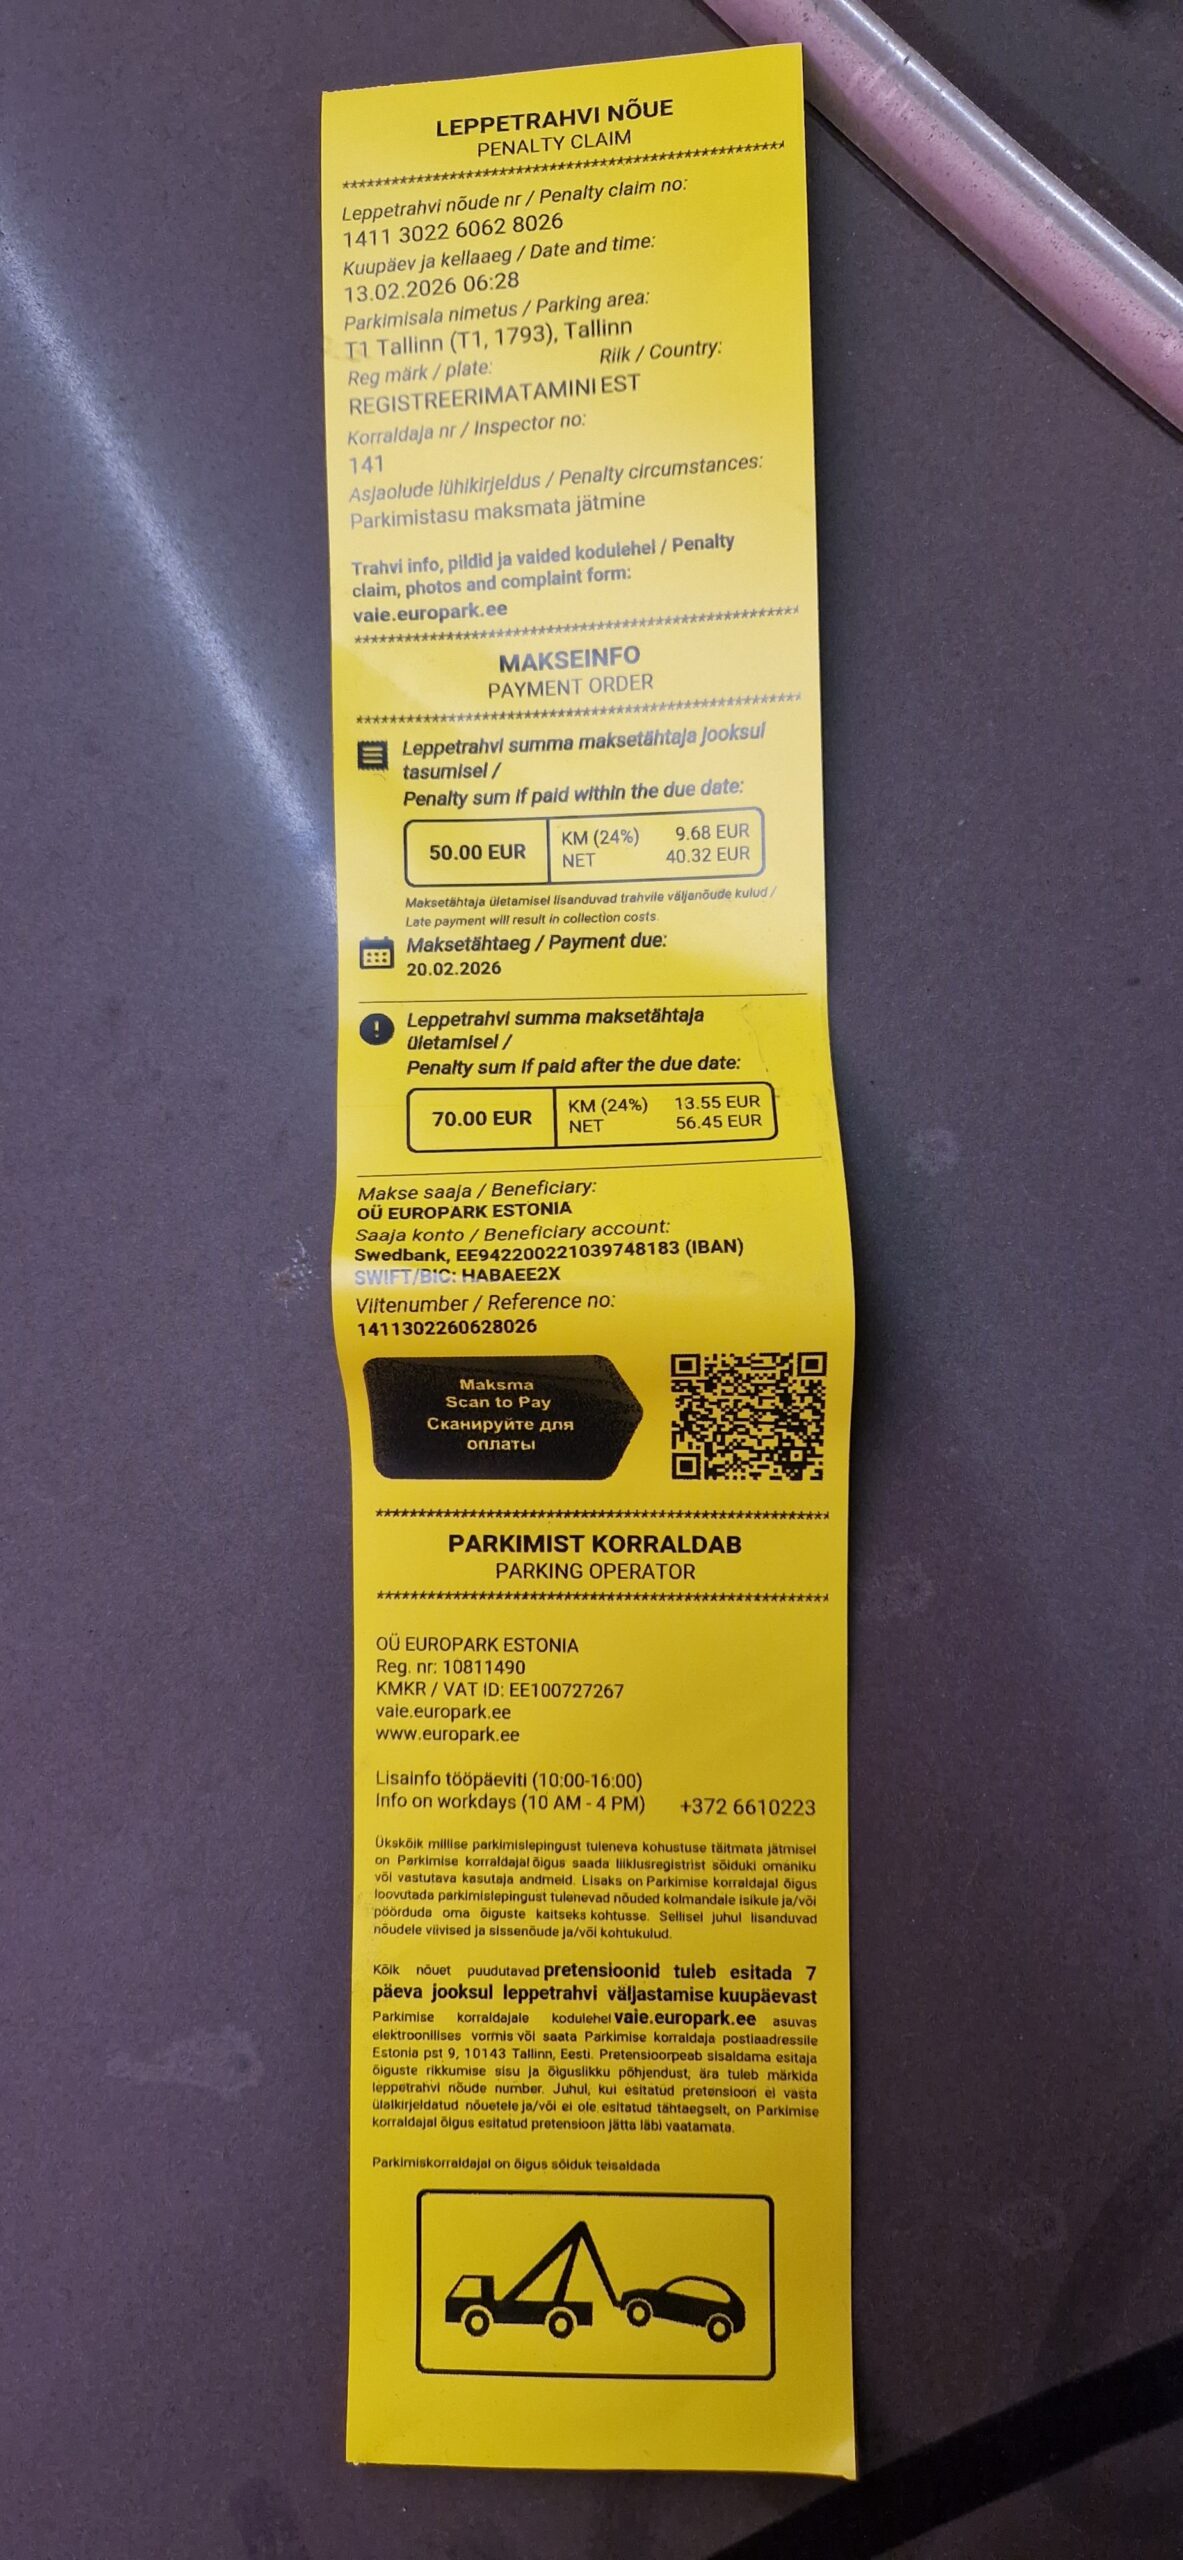 LEPPETRAHVI NÕUE
PENALTY CLAIM
******************************************************
Leppetrahvi nõude nr / Penalty claim no:
1411 3022 6062 8026
Kuupäev ja kellaaeg / Date and time:
13.02.2026 06:28
Parkimisala nimetus / Parking area:
T1 Tallinn (T1, 1793), Tallinn
Reg märk / plate: Riik / Country:
REGISTREERIMATAMINI EST
Korraldaja nr / Inspector no:
141
Asjaolude lühikirjeldus / Penalty circumstances:
Parkimistasu maksmata jätmine
Trahvi info, pildid ja vaided kodulehel / Penalty
claim, photos and complaint form:
vaie.europark.ee
******************************************************
MAKSEINFO
PAYMENT ORDER
******************************************************
Leppetrahvi summa maksetähtaja jooksul
tasumisel /
Penalty sum if paid within the due date:
50.00 EUR KM (24%) 9.68 EUR
NET 40.32 EUR
Maksetähtaja ületamisel lisanduvad trahvile väljanõude kulud /
Late payment will result in collection costs.
Maksetähtaeg / Payment due:
20.02.2026
Leppetrahvi summa maksetähtaja
ületamisel /
Penalty sum if paid after the due date:
70.00 EUR KM (24%) 13.55 EUR
NET 56.45 EUR
Makse saaja / Beneficiary:
OÜ EUROPARK ESTONIA
Saaja konto / Beneficiary account:
Swedbank, EE942200221039748183 (IBAN)
SWIFT/BIC: HABAEE2X
Viitenumber / Reference no:
1411302260628026
Maksma
Scan to Pay
Сканируйте для
оплаты
******************************************************
PARKIMIST KORRALDAB
PARKING OPERATOR
******************************************************
OÜ EUROPARK ESTONIA
Reg. nr: 10811490
KMKR / VAT ID: EE100727267
vaie.europark.ee
www.europark.ee
Lisainfo tööpäeviti (10:00-16:00)
Info on workdays (10 AM - 4 PM) +372 6610223
Ükskõik millise parkimislepingust tuleneva kohustuse täitmata jätmisel
on Parkimise korraldajal õigus saada liiklusregistrist sõiduki omaniku
või vastutava kasutaja andmeid. Lisaks on Parkimise korraldajal õigus
loovutada parkimislepingust tulenevad nõuded kolmandale isikule ja/või
pöörduda oma õiguste kaitseks kohtusse. Sellisel juhul lisanduvad
nõudele viivised ja sissenõude ja/või kohtukulud.
Kõik nõuet puudutavad pretensioonid tuleb esitada 7
päeva jooksul leppetrahvi väljastamise kuupäevast
Parkimise korraldajale kodulehel vaie.europark.ee asuvas
elektroonilises vormis või saata Parkimise korraldaja postiaadressile
Estonia pst 9, 10143 Tallinn, Eesti. Pretensioon peab sisaldama esitaja
õiguste rikkumise sisu ja õiguslikku põhjendust, ära tuleb märkida
leppetrahvi nõude number. Juhul, kui esitatud pretensioon ei vasta
ülalkirjeldatud nõuetele ja/või ei ole esitatud tähtaegselt, on Parkimise
korraldajal õigus esitatud pretensioon jätta läbi vaatamata.
Parkimiskorraldajal on õigus sõiduk teisaldada